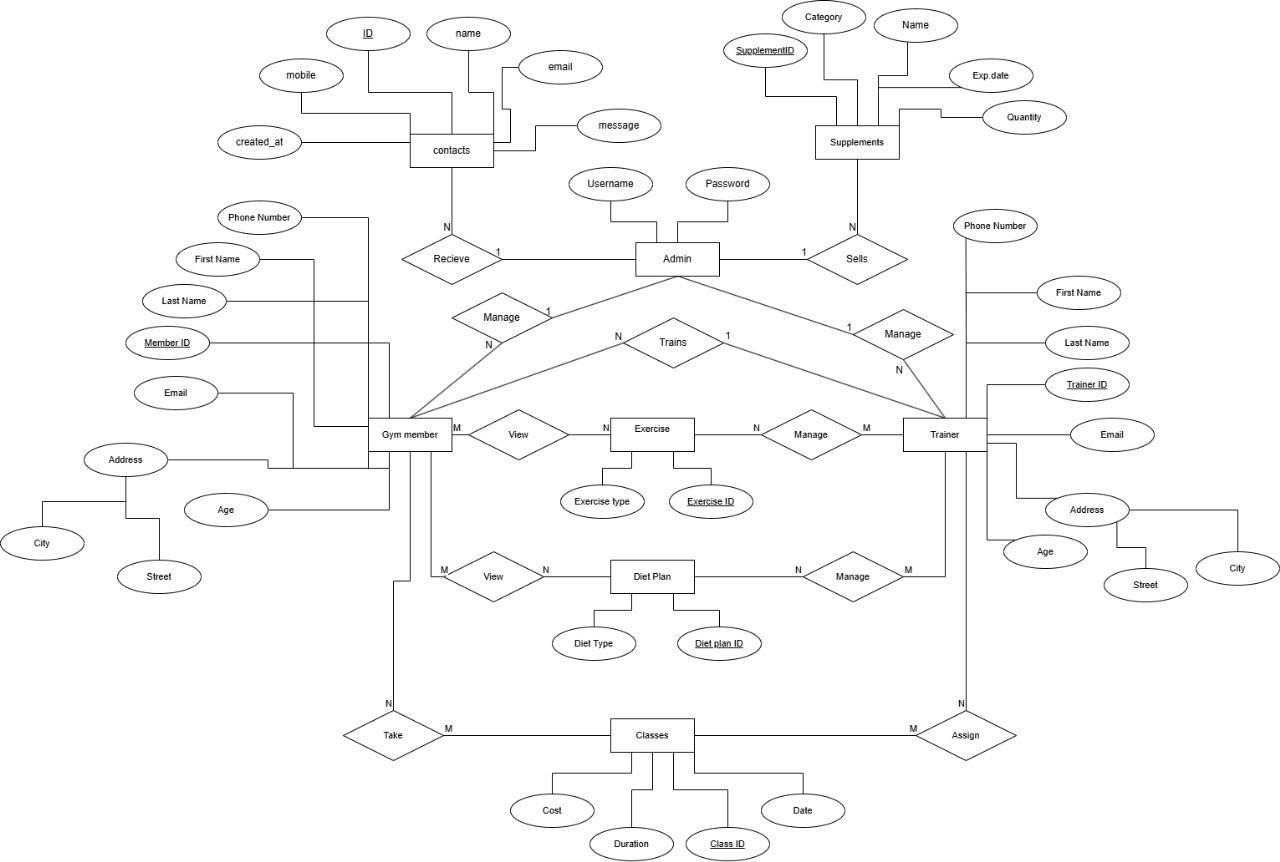 Category
Name
ID
name
SupplementID
email
mobile
Exp.date
Quantity
message
created_at
contacts
Supplements
Username
Password
Phone Number
N
N
Phone Number
Recieve
1
Admin
1
Sells
First Name
First Name
Last Name
Manage
1
1
Manage
N
Trains
1
Member ID
N
Last Name
N
Trainer ID
Email
Gym member
M
View
N
Exercise
N
Manage
M
Trainer
Email
Address
Exercise type
Exercise ID
Age
Address
City
Age
Street
M
View
N
Diet Plan
N
Manage
M
Street
City
Diet Type
Diet plan ID
N
N
Take
M
Classes
M
Assign
Cost
Date
Duration
Class ID